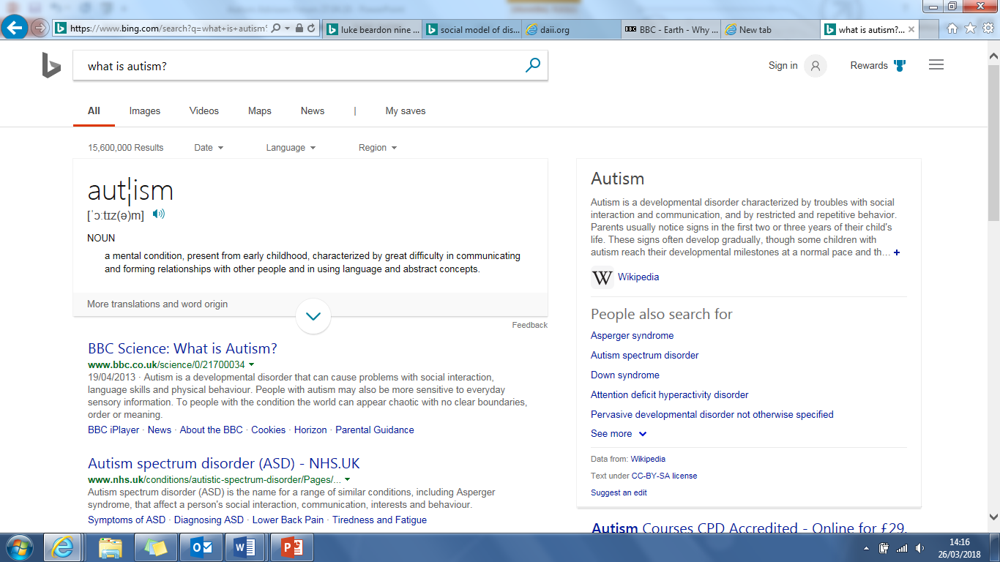 https://www.bing.com/search?q=what+is+autism?
luke beardon nine ...
social model of dis...
daii.org
BBC - Earth - Why ...
New tab
what is autism?...
what is autism?
Sign in
Rewards
All
Images
Videos
Maps
News
|
My saves
15,600,000 Results
Date
Language
Region
aut¦ism
[ˈɔːtɪz(ə)m]
NOUN
a mental condition, present from early childhood, characterized by great difficulty in communicating
and forming relationships with other people and in using language and abstract concepts.
More translations and word origin
Feedback
BBC Science: What is Autism?
www.bbc.co.uk/science/0/21700034
19/04/2013 · Autism is a developmental disorder that can cause problems with social interaction,
language skills and physical behaviour. People with autism may also be more sensitive to everyday
sensory information. To people with the condition the world can appear chaotic with no clear boundaries,
order or meaning.
BBC iPlayer · News · About the BBC · Cookies · Horizon · Parental Guidance
Autism spectrum disorder (ASD) - NHS.UK
www.nhs.uk/conditions/autistic-spectrum-disorder/Pages/...
Autism spectrum disorder (ASD) is the name for a range of similar conditions, including Asperger
syndrome, that affect a person's social interaction, communication, interests and behaviour.
Symptoms of ASD · Diagnosing ASD · Lower Back Pain · Tiredness and Fatigue
Autism
Autism is a developmental disorder characterized by troubles with social
interaction and communication, and by restricted and repetitive behavior.
Parents usually notice signs in the first two or three years of their child's
life. These signs often develop gradually, though some children with
autism reach their developmental milestones at a normal pace and th... +
W Wikipedia
People also search for
Asperger syndrome
Autism spectrum disorder
Down syndrome
Attention deficit hyperactivity disorder
Pervasive developmental disorder not otherwise specified
See more
Data from: Wikipedia
Text under CC-BY-SA license
Suggest an edit
Autism Courses CPD Accredited - Online for £29.
14:16
26/03/2018